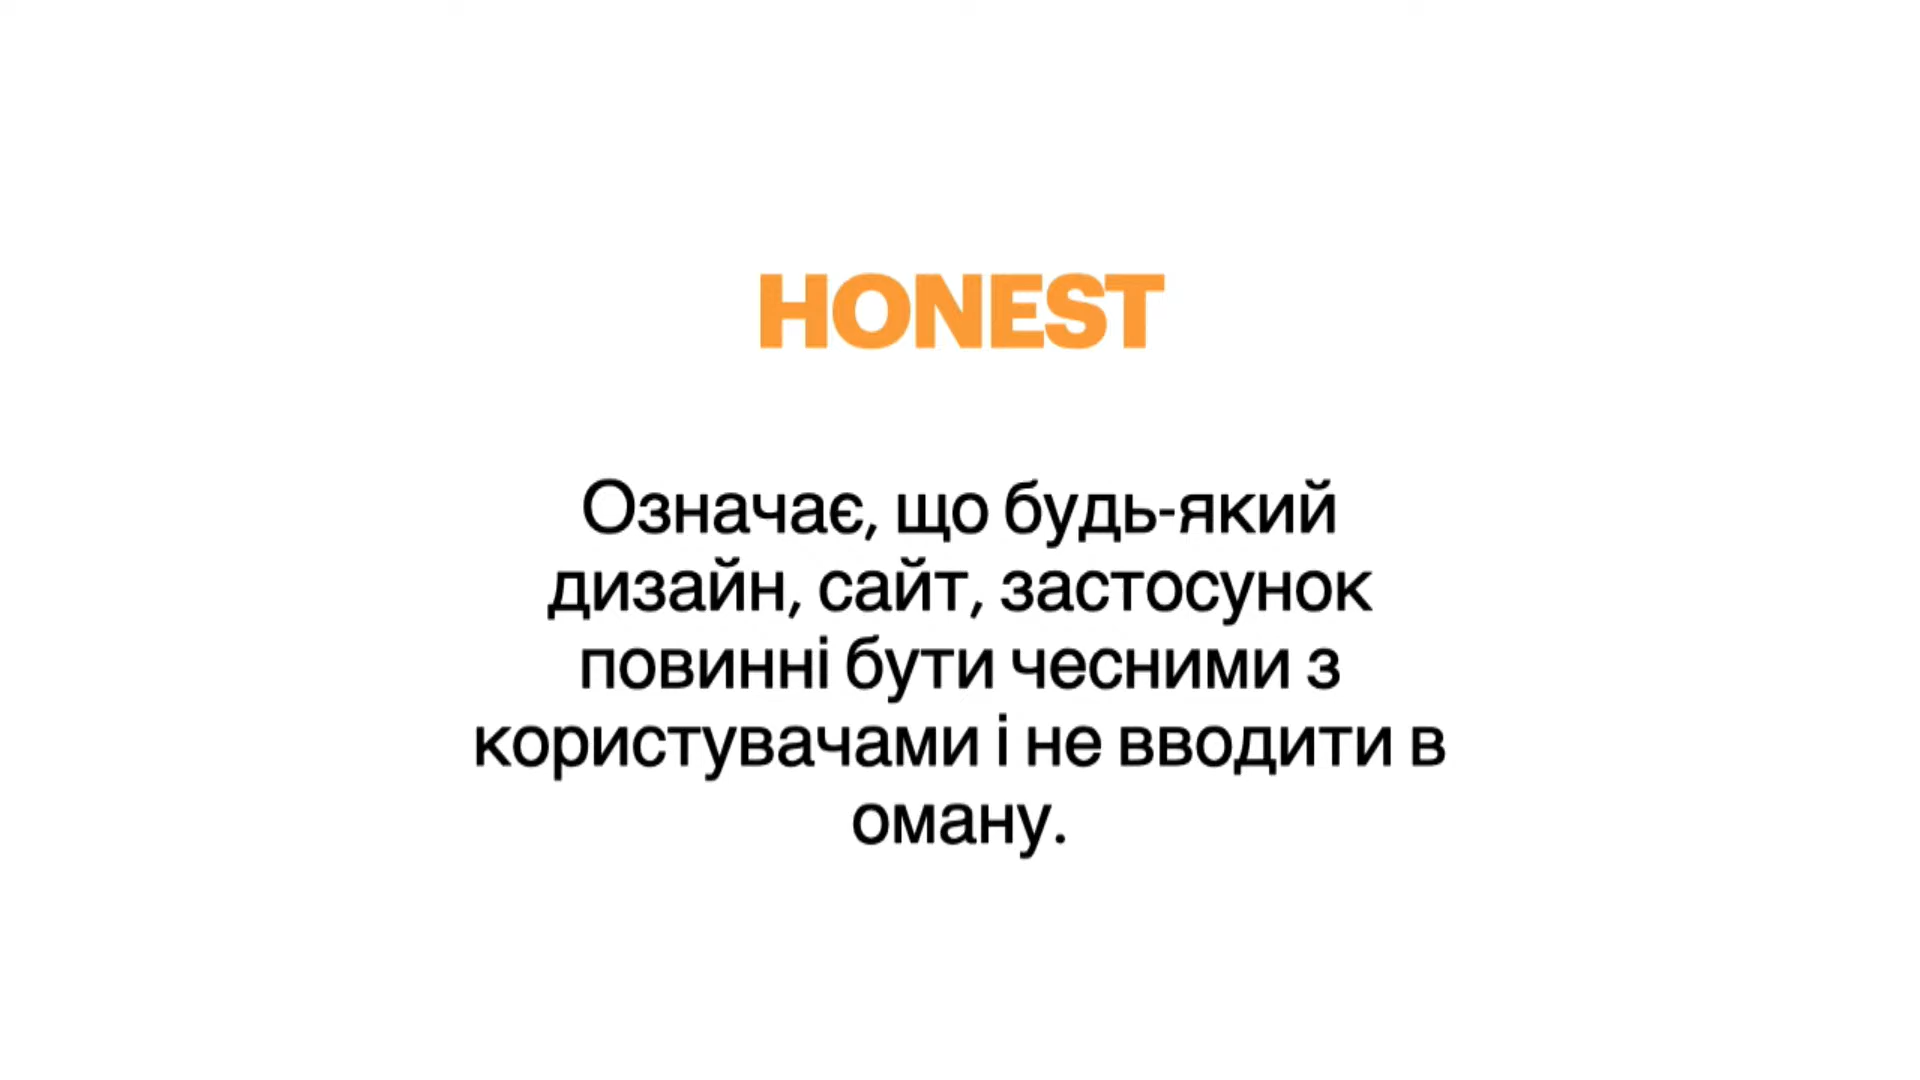 HONEST
Означає, що будь-який
дизайн, сайт, застосунок
повинні бути чесними з
користувачами і не вводити в
оману.